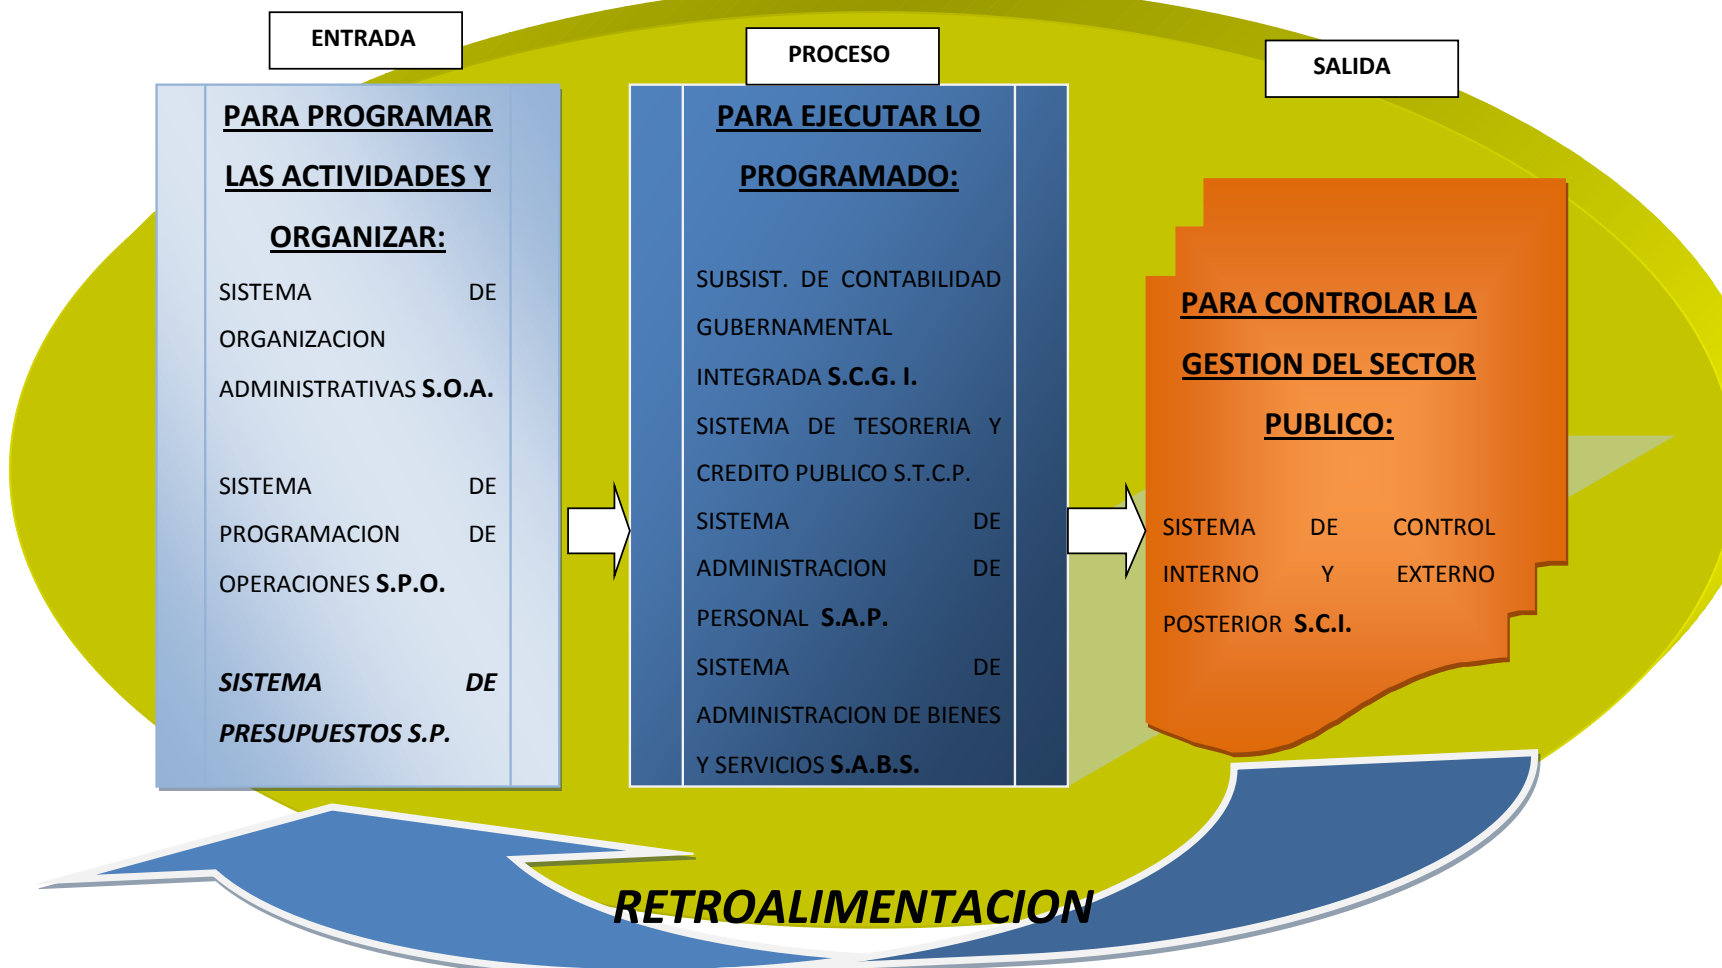 ENTRADA
PARA PROGRAMAR
LAS ACTIVIDADES Y
ORGANIZAR:
SISTEMA DE
ORGANIZACION
ADMINISTRATIVAS S.O.A.
SISTEMA DE
PROGRAMACION DE
OPERACIONES S.P.O.
SISTEMA DE
PRESUPUESTOS S.P.
PROCESO
PARA EJECUTAR LO
PROGRAMADO:
SUBSIST. DE CONTABILIDAD
GUBERNAMENTAL
INTEGRADA S.C.G. I.
SISTEMA DE TESORERIA Y
CREDITO PUBLICO S.T.C.P.
SISTEMA DE
ADMINISTRACION DE
PERSONAL S.A.P.
SISTEMA DE
ADMINISTRACION DE BIENES
Y SERVICIOS S.A.B.S.
SALIDA
PARA CONTROLAR LA
GESTION DEL SECTOR
PUBLICO:
SISTEMA DE CONTROL
INTERNO Y EXTERNO
POSTERIOR S.C.I.
RETROALIMENTACION